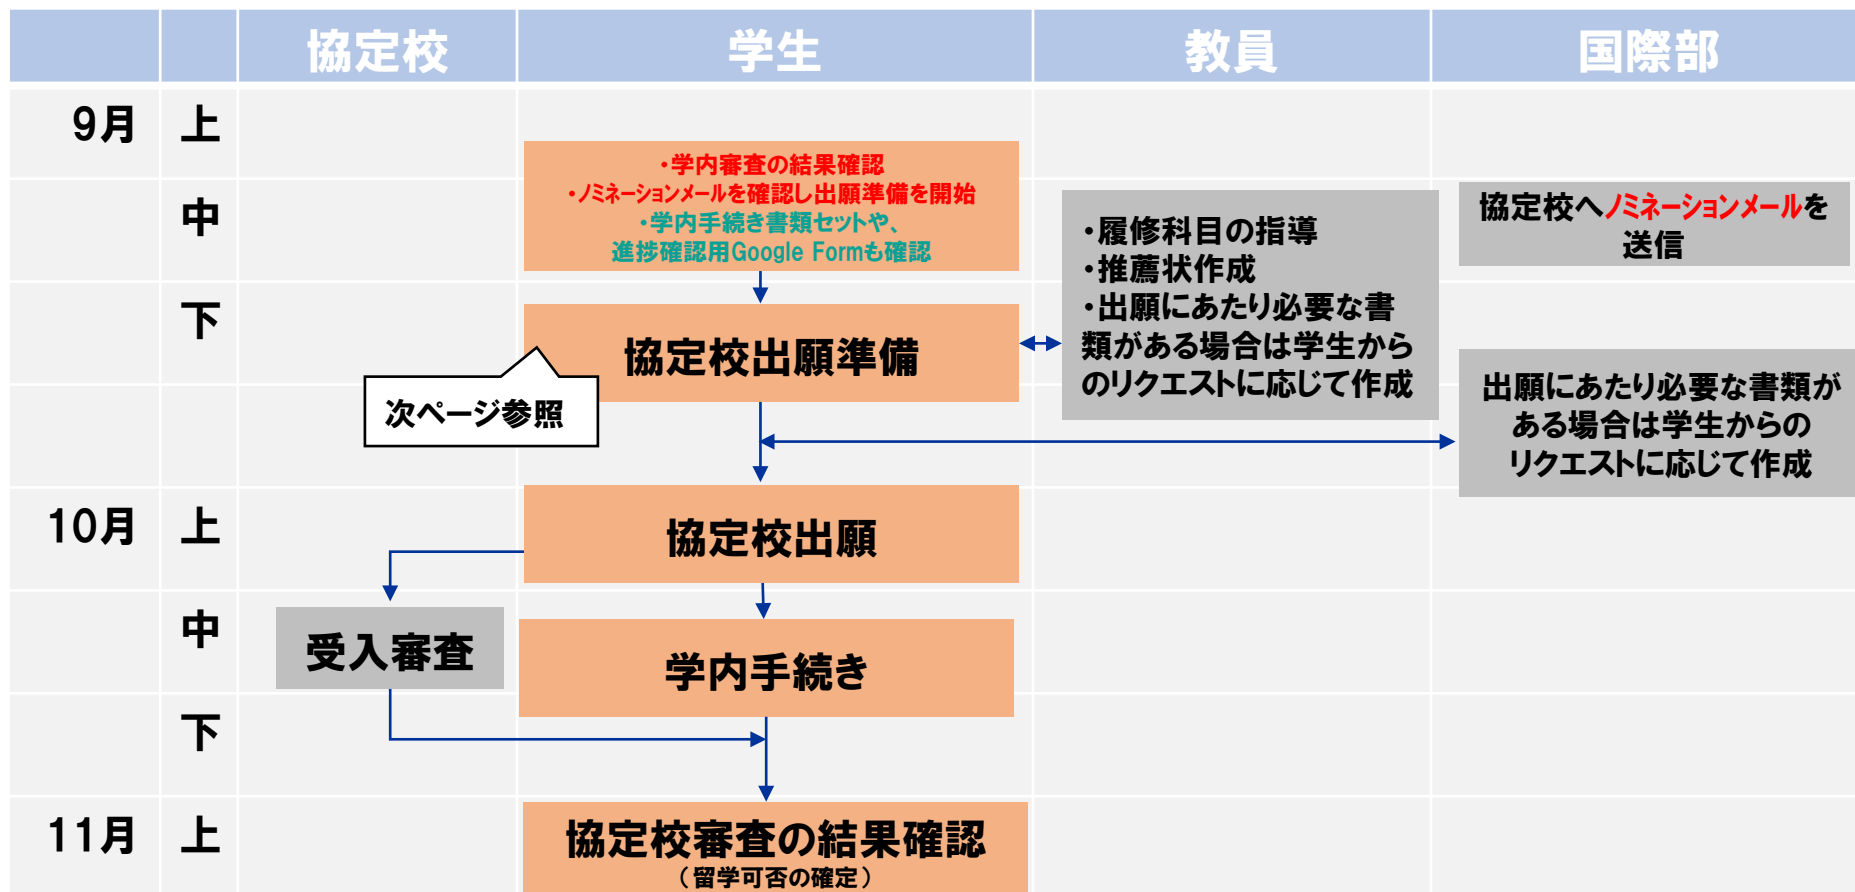 協定校
学生
教員
国際部
9月
上
・学内審査の結果確認
・ノミネーションメールを確認し出願準備を開始
・学内手続き書類セットや、
進捗確認用Google Formも確認
中
・履修科目の指導
・推薦状作成
・出願にあたり必要な書
類がある場合は学生から
のリクエストに応じて作成
協定校へノミネーションメールを
送信
下
協定校出願準備
次ページ参照
出願にあたり必要な書類が
ある場合は学生からの
リクエストに応じて作成
10月
上
協定校出願
中
受入審査
学内手続き
下
11月
上
協定校審査の結果確認
（留学可否の確定）